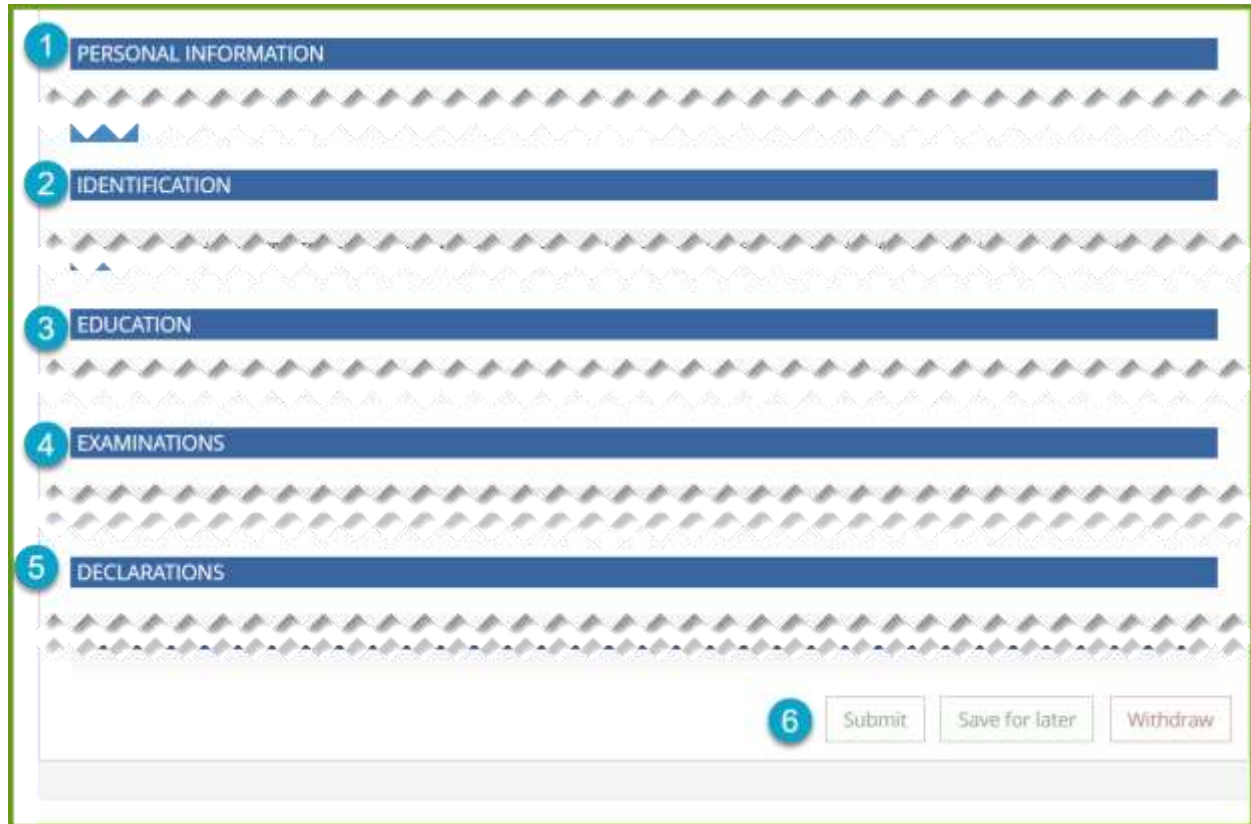 1 PERSONAL INFORMATION
2 IDENTIFICATION
3 EDUCATION
4 EXAMINATIONS
5 DECLARATIONS
6 Submit Save for later Withdraw